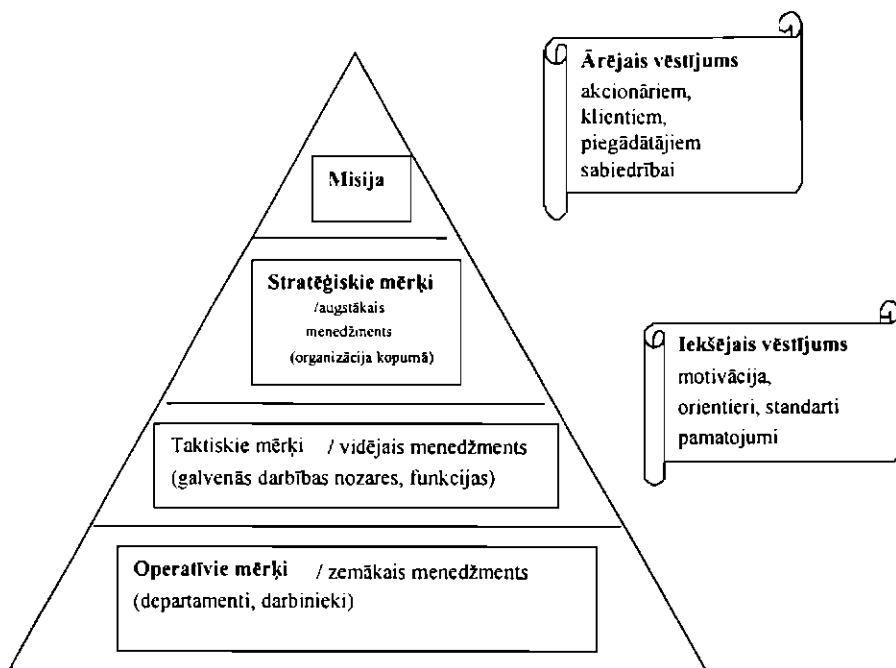 Misija
Stratēģiskie mērķi
/augstākais
menedžments
(organizācija kopumā)
Taktiskie mērķi / vidējais menedžments
(galvenās darbības nozares, funkcijas)
Operatīvie mērķi / zemākais menedžments
(departamenti, darbinieki)
Ārējais vēstījums
akcionāriem,
klientiem,
piegādātājiem
sabiedrībai
Iekšējais vēstījums
motivācija,
orientieri, standarti
pamatojumi